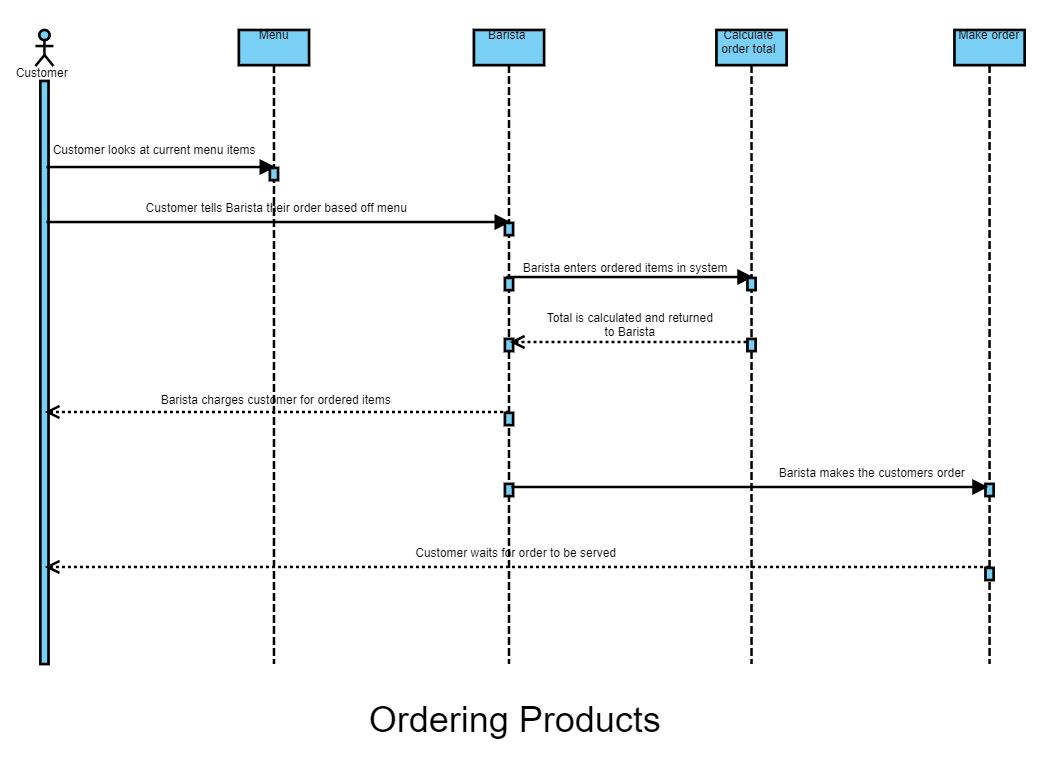 Menu
Barista
Calculate
order total
Make order
Customer
Customer looks at current menu items
Customer tells Barista their order based off menu
Barista enters ordered items in system
Total is calculated and returned
to Barista
Barista charges customer for ordered items
Barista makes the customers order
Customer waits for order to be served
Ordering Products